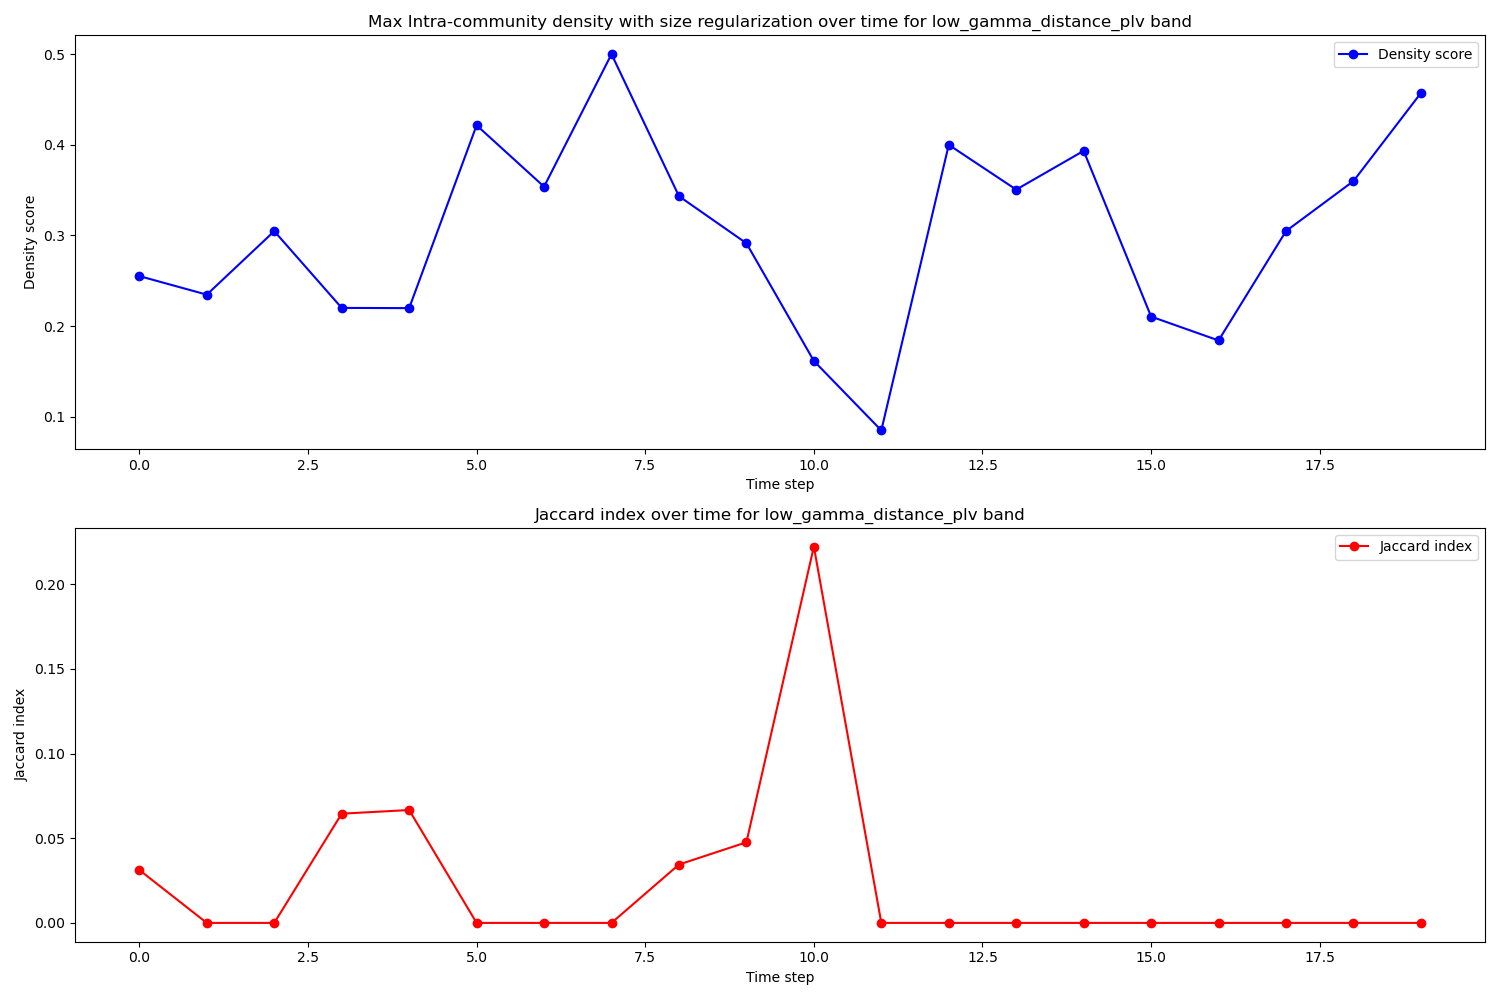 Max Intra-community density with size regularization over time for low_gamma_distance_plv band
Density score
0.5
0.4
0.3
0.2
0.1
Density score
0.0 2.5 5.0 7.5 10.0 12.5 15.0 17.5
Time step
Jaccard index over time for low_gamma_distance_plv band
Jaccard index
0.20
0.15
0.10
0.05
0.00
Jaccard index
0.0 2.5 5.0 7.5 10.0 12.5 15.0 17.5
Time step